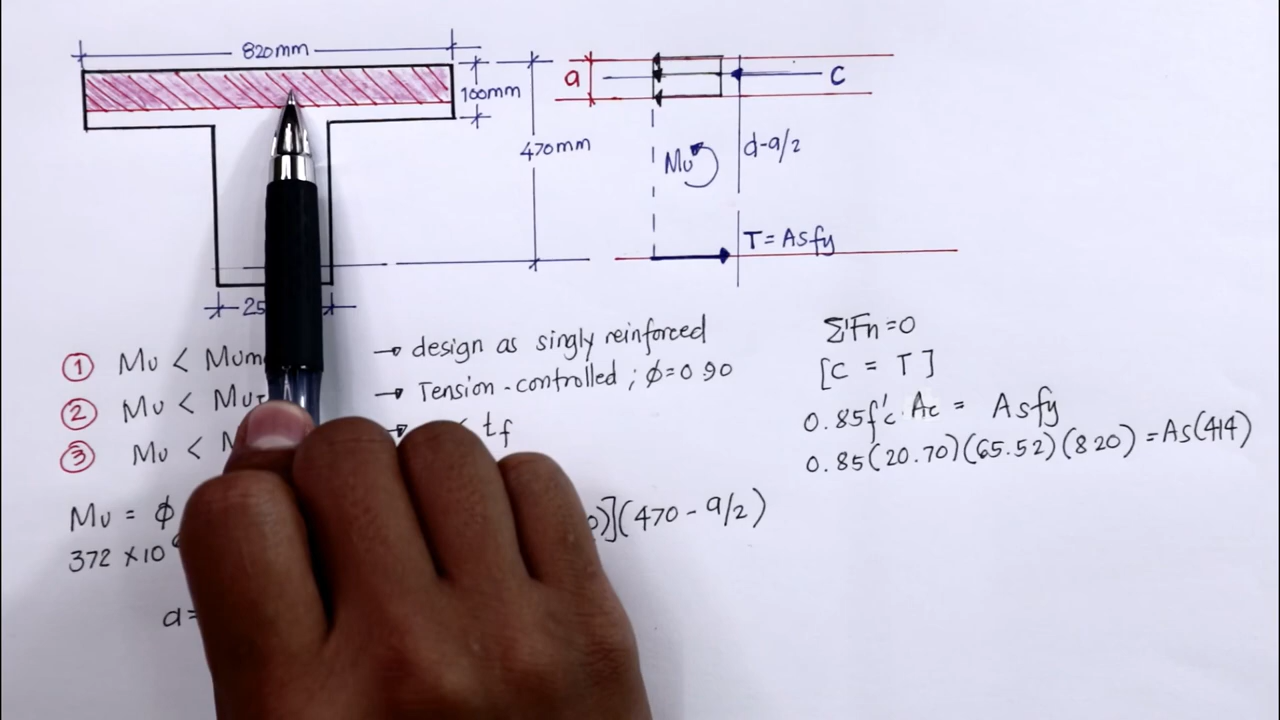 820mm
100mm
470mm
25
a
C
Mu
d-a/2
T = Asfy
① Mu < Mumₐ → design as singly reinforced
② Mu < Mu → Tension-controlled ; φ=0.90
③ Mu < < tf
Mu = φ )](470 - a/2)
372 x10
a=
ΣFn=0
[C = T]
0.85f'c Ac = Asfy
0.85(20.70)(65.52)(820) = As(414)